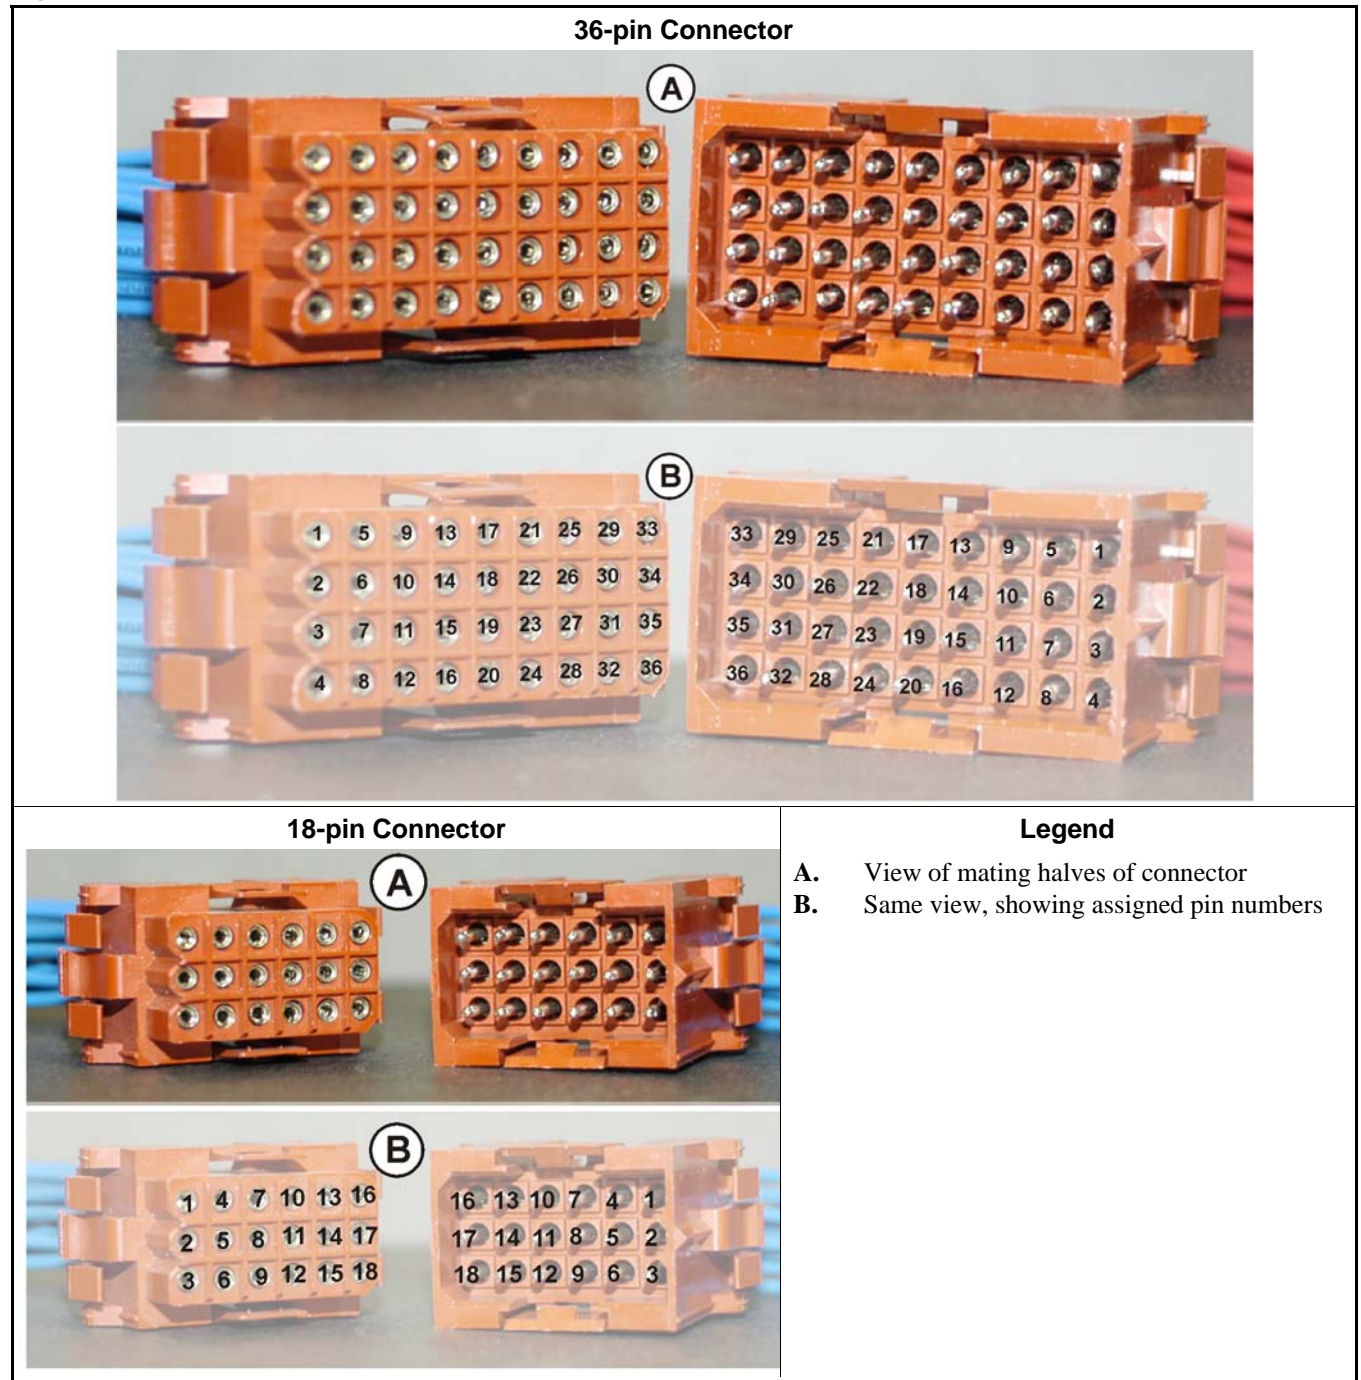 36-pin Connector
A
B
1 5 9 13 17 21 25 29 33
2 6 10 14 18 22 26 30 34
3 7 11 15 19 23 27 31 35
4 8 12 16 20 24 28 32 36
33 29 25 21 17 13 9 5 1
34 30 26 22 18 14 10 6 2
35 31 27 23 19 15 11 7 3
36 32 28 24 20 16 12 8 4
18-pin Connector
A
B
1 4 7 10 13 16
2 5 8 11 14 17
3 6 9 12 15 18
16 13 10 7 4 1
17 14 11 8 5 2
18 15 12 9 6 3
Legend
A. View of mating halves of connector
B. Same view, showing assigned pin numbers